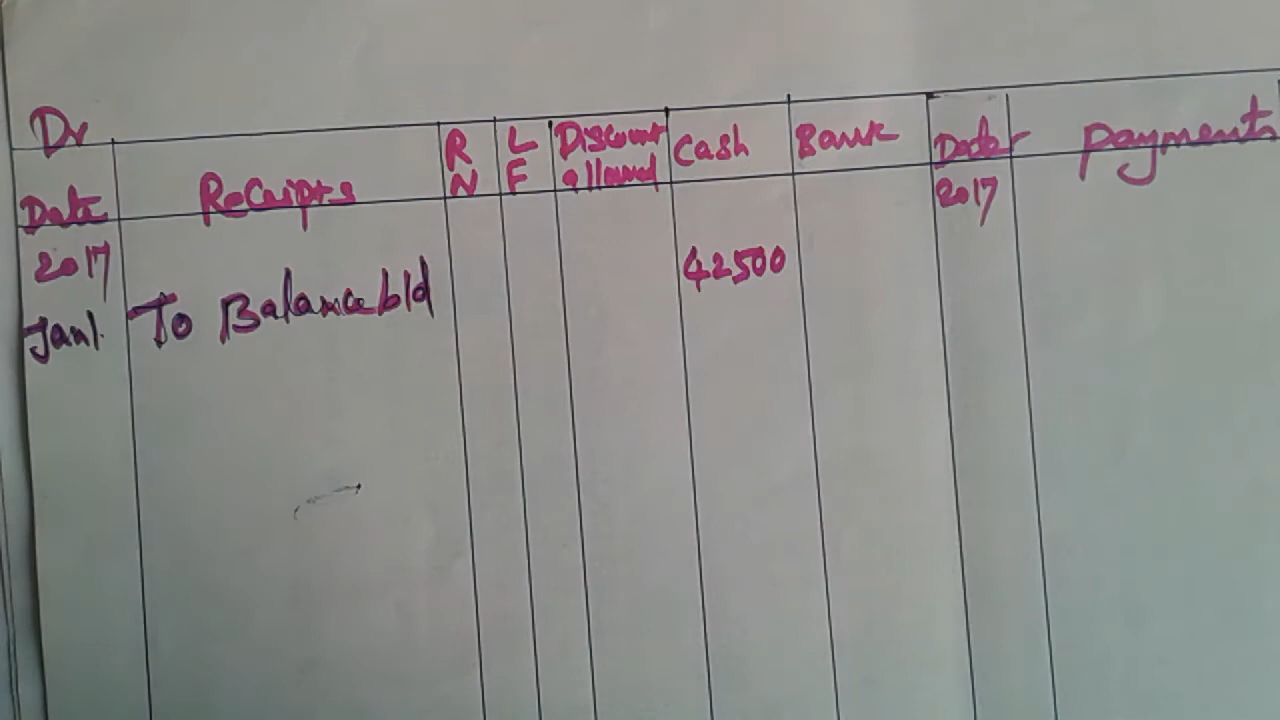 Dr
Date Receipts R N L F Discount allowed Cash Bank Date Payments
2017 2017
Jan1. To Balance b/d 42500